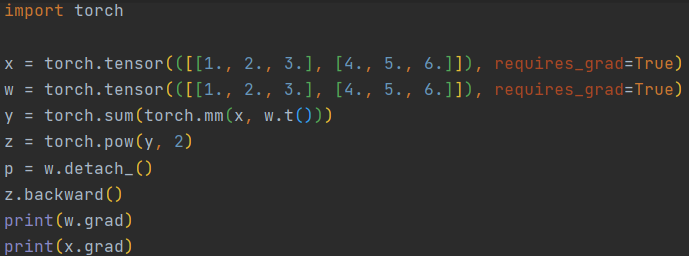 import torch
x = torch.tensor(([[1., 2., 3.], [4., 5., 6.]]), requires_grad=True)
w = torch.tensor(([[1., 2., 3.], [4., 5., 6.]]), requires_grad=True)
y = torch.sum(torch.mm(x, w.t()))
z = torch.pow(y, 2)
p = w.detach_()
z.backward()
print(w.grad)
print(x.grad)